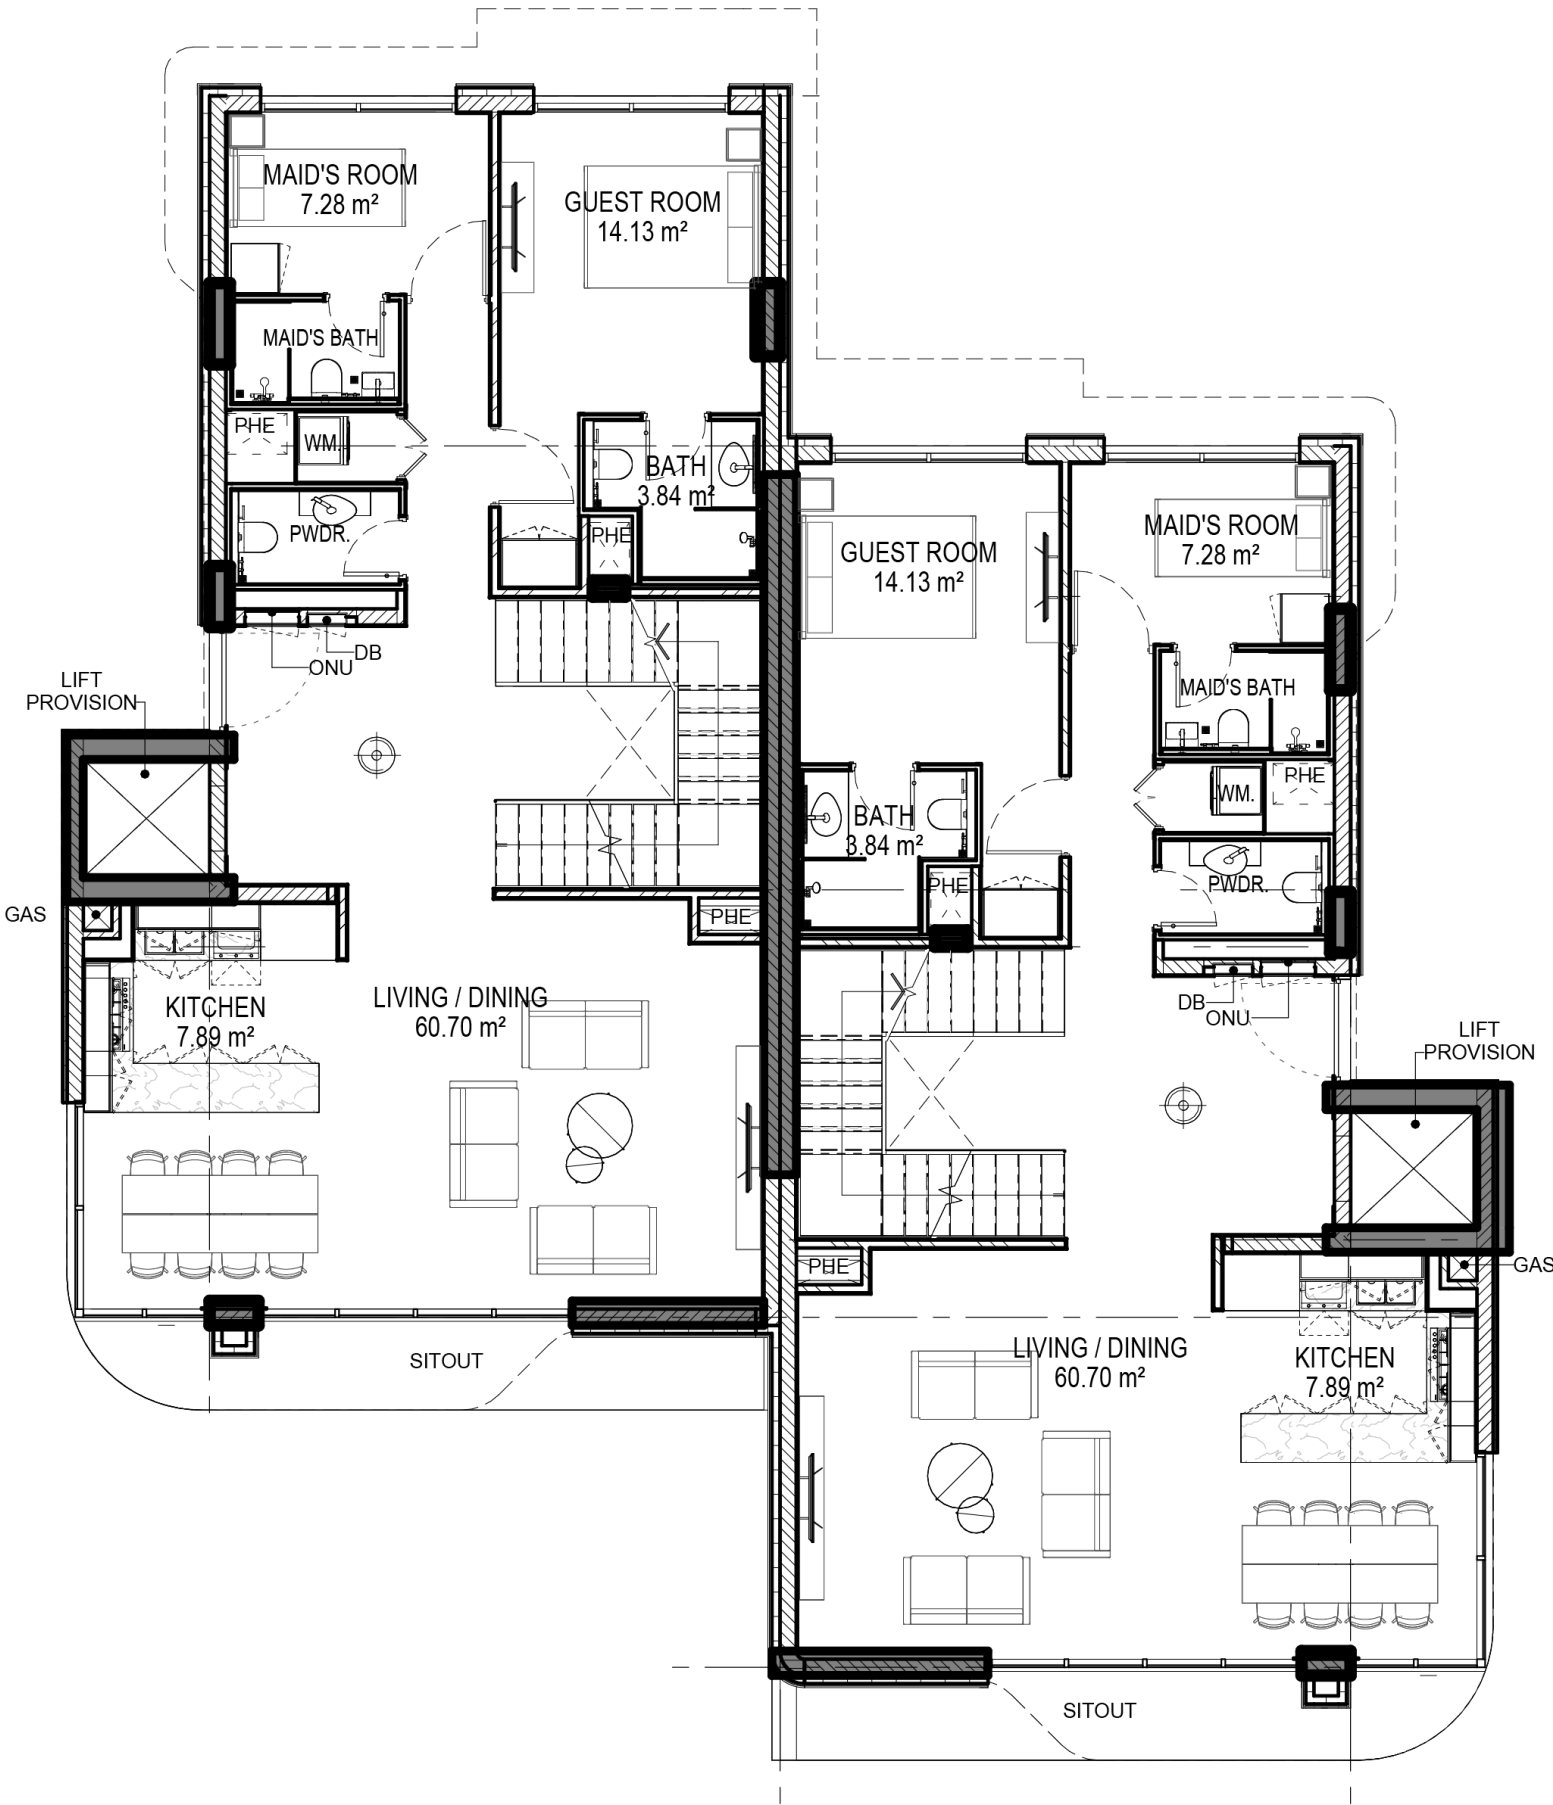 MAID'S ROOM
7.28 m²
GUEST ROOM
14.13 m²
MAID'S BATH
PHE
WM.
BATH
3.84 m²
PWDR.
PHE
DB
ONU
LIFT
PROVISION
GAS
PHE
KITCHEN
7.89 m²
LIVING / DINING
60.70 m²
SITOUT
GUEST ROOM
14.13 m²
MAID'S ROOM
7.28 m²
MAID'S BATH
PHE
WM.
BATH
3.84 m²
PHE
PWDR.
DB
ONU
LIFT
PROVISION
PHE
GAS
LIVING / DINING
60.70 m²
KITCHEN
7.89 m²
SITOUT